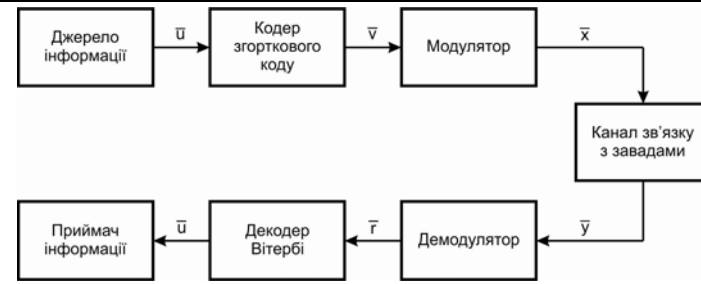 Джерело
інформації
u̅
Кодер
згорткового
коду
v̅
Модулятор
x̅
Канал зв'язку
з завадами
y̅
Демодулятор
r̅
Декодер
Вітербі
u̅
Приймач
інформації